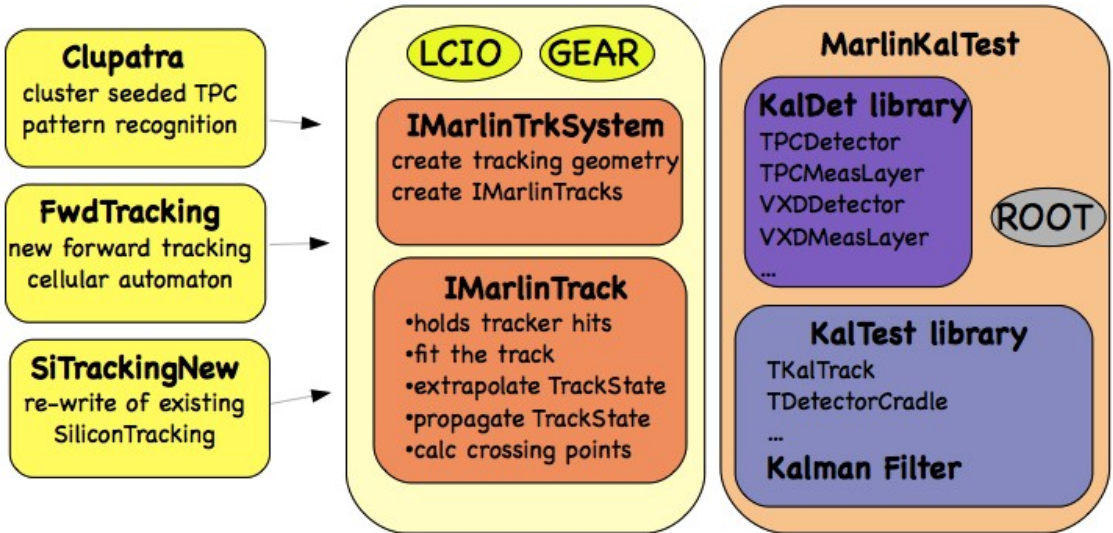 Clupatra
cluster seeded TPC
pattern recognition
FwdTracking
new forward tracking
cellular automaton
SiTrackingNew
re-write of existing
SiliconTracking
LCIO
GEAR
IMarlinTrkSystem
create tracking geometry
create IMarlinTracks
IMarlinTrack
•holds tracker hits
•fit the track
•extrapolate TrackState
•propagate TrackState
•calc crossing points
MarlinKalTest
KalDet library
TPCDetector
TPCMeasLayer
VXDDetector
VXDMeasLayer
...
ROOT
KalTest library
TKalTrack
TDetectorCradle
...
Kalman Filter